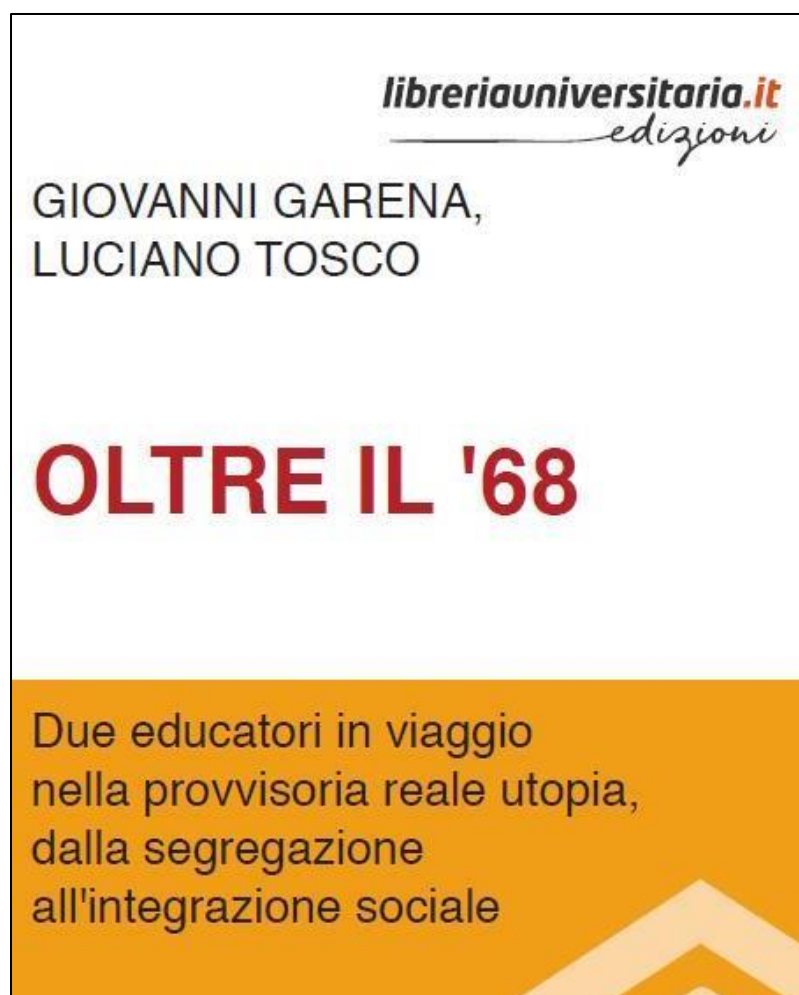 libreriauniversitaria.it
edizioni
GIOVANNI GARENA,
LUCIANO TOSCO
OLTRE IL '68
Due educatori in viaggio
nella provvisoria reale utopia,
dalla segregazione
all'integrazione sociale